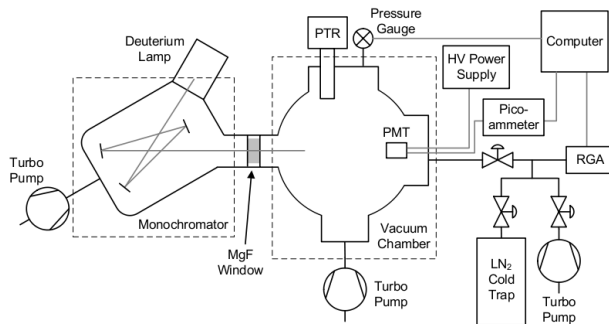 Deuterium
Lamp
PTR
Pressure
Gauge
HV Power
Supply
Computer
Pico-
ammeter
PMT
RGA
Turbo
Pump
Monochromator
MgF
Window
Vacuum
Chamber
Turbo
Pump
LN₂
Cold
Trap
Turbo
Pump